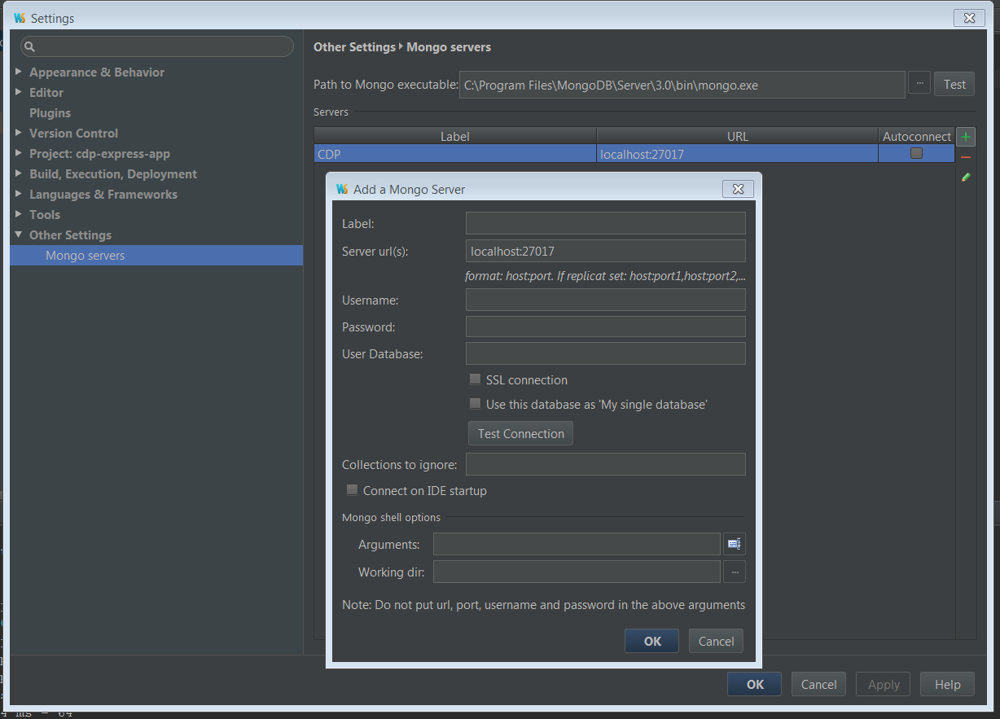 Settings
Other Settings Mongo servers
Appearance & Behavior
Editor
Plugins
Version Control
Project: cdp-express-app
Build, Execution, Deployment
Languages & Frameworks
Tools
Other Settings
Mongo servers
Path to Mongo executable: C:\Program Files\MongoDB\Server\3.0\bin\mongo.exe ... Test
Servers
Label URL Autoconnect
CDP localhost:27017
Add a Mongo Server
Label:
Server url(s): localhost:27017
format: host:port. If replicat set: host:port1,host:port2,...
Username:
Password:
User Database:
SSL connection
Use this database as 'My single database'
Test Connection
Collections to ignore:
Connect on IDE startup
Mongo shell options
Arguments:
Working dir: ...
Note: Do not put url, port, username and password in the above arguments
OK Cancel
OK Cancel Apply Help